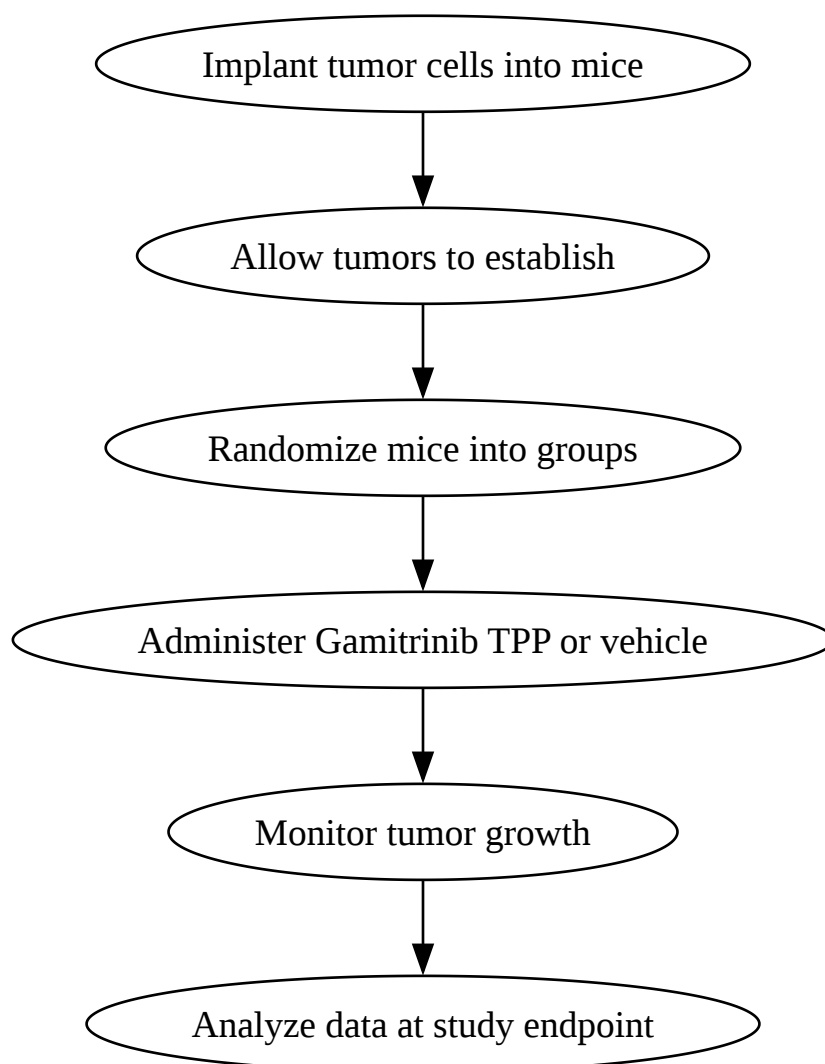 Implant tumor cells into mice
Allow tumors to establish
Randomize mice into groups
Administer Gamitrinib TPP or vehicle
Monitor tumor growth
Analyze data at study endpoint